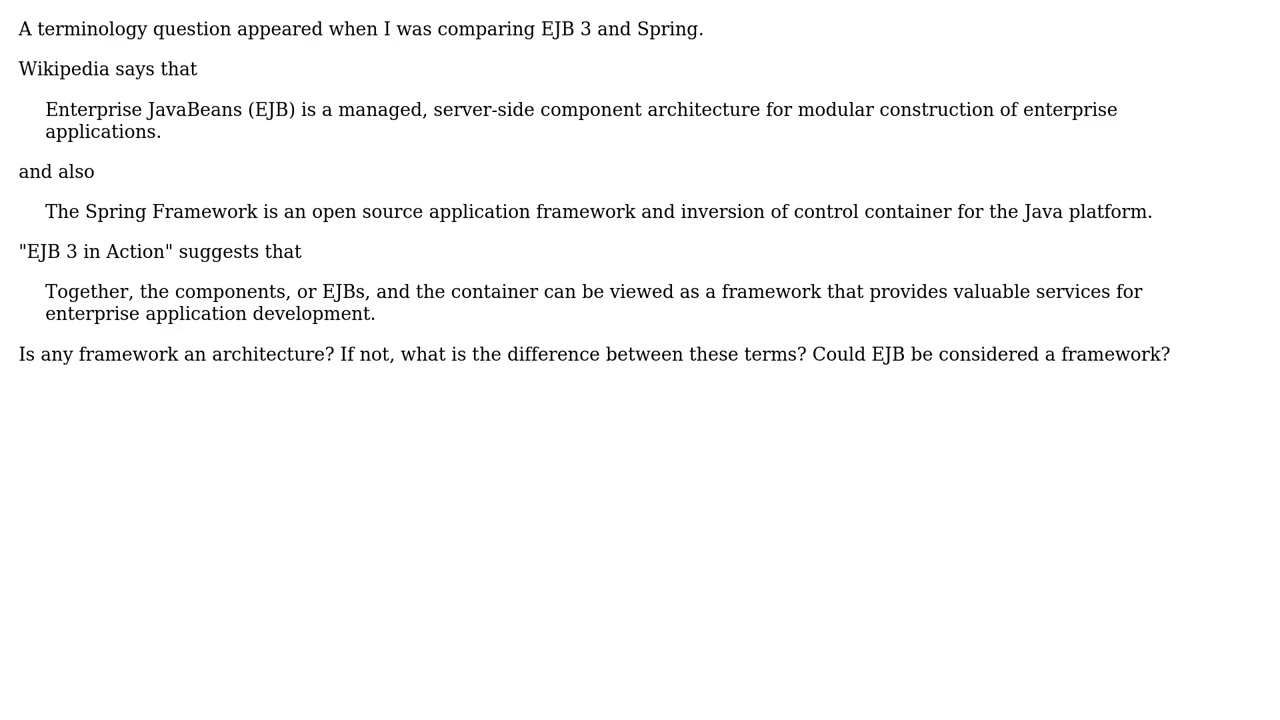 A terminology question appeared when I was comparing EJB 3 and Spring.
Wikipedia says that
Enterprise JavaBeans (EJB) is a managed, server-side component architecture for modular construction of enterprise
applications.
and also
The Spring Framework is an open source application framework and inversion of control container for the Java platform.
"EJB 3 in Action" suggests that
Together, the components, or EJBs, and the container can be viewed as a framework that provides valuable services for
enterprise application development.
Is any framework an architecture? If not, what is the difference between these terms? Could EJB be considered a framework?